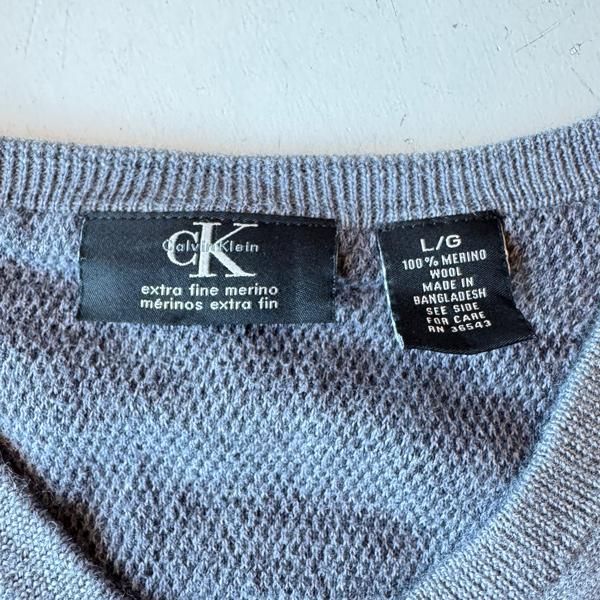 cK
Calvin Klein
extra fine merino
mérinos extra fin
L/G
100% MERINO
WOOL
MADE IN
BANGLADESH
SEE SIDE
FOR CARE
RN 36543